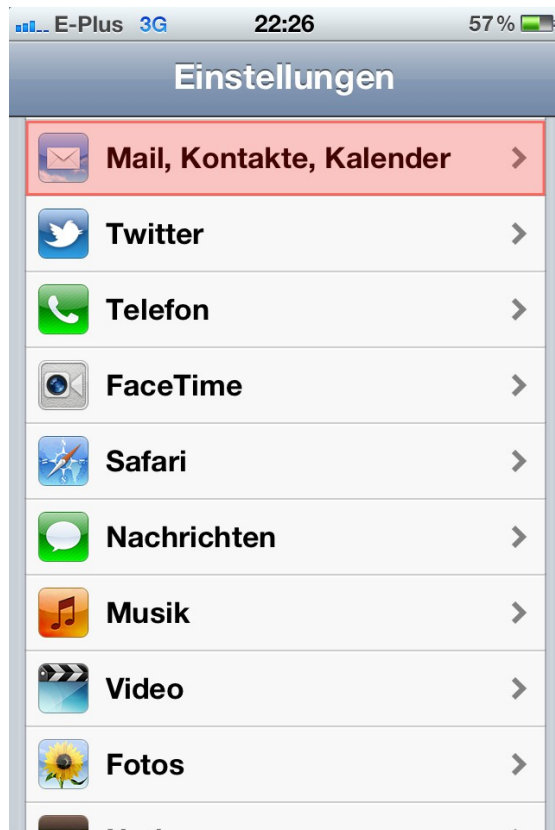 E-Plus 3G 22:26 57%
Einstellungen
Mail, Kontakte, Kalender
Twitter
Telefon
FaceTime
Safari
Nachrichten
Musik
Video
Fotos